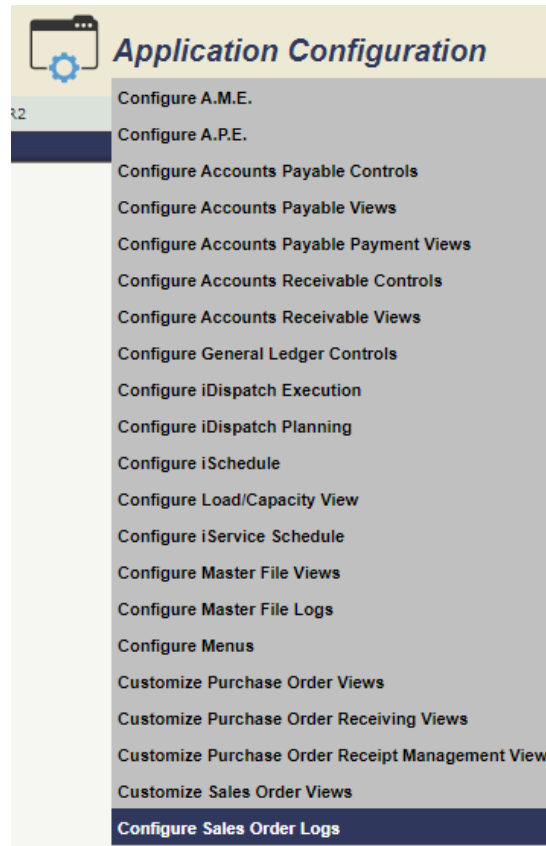 Application Configuration
R2
Configure A.M.E.
Configure A.P.E.
Configure Accounts Payable Controls
Configure Accounts Payable Views
Configure Accounts Payable Payment Views
Configure Accounts Receivable Controls
Configure Accounts Receivable Views
Configure General Ledger Controls
Configure iDispatch Execution
Configure iDispatch Planning
Configure iSchedule
Configure Load/Capacity View
Configure iService Schedule
Configure Master File Views
Configure Master File Logs
Configure Menus
Customize Purchase Order Views
Customize Purchase Order Receiving Views
Customize Purchase Order Receipt Management View
Customize Sales Order Views
Configure Sales Order Logs